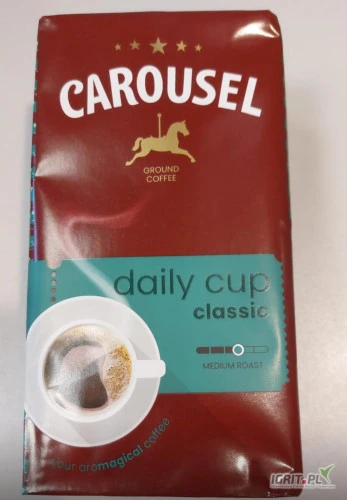 CAROUSEL
GROUND
COFFEE
daily cup
classic
MEDIUM ROAST
your aromagical coffee
IGRIT.PL